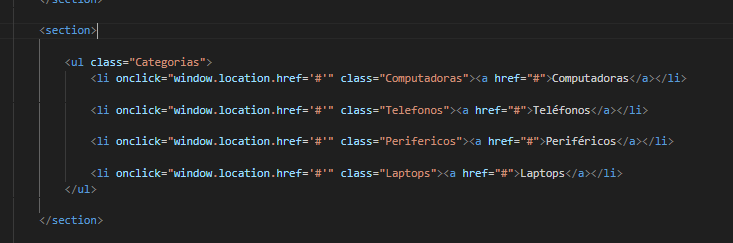 </section>
<section>
<ul class="Categorias">
<li onclick="window.location.href='#'" class="Computadoras"><a href="#">Computadoras</a></li>
<li onclick="window.location.href='#'" class="Telefonos"><a href="#">Teléfonos</a></li>
<li onclick="window.location.href='#'" class="Perifericos"><a href="#">Periféricos</a></li>
<li onclick="window.location.href='#'" class="Laptops"><a href="#">Laptops</a></li>
</ul>
</section>